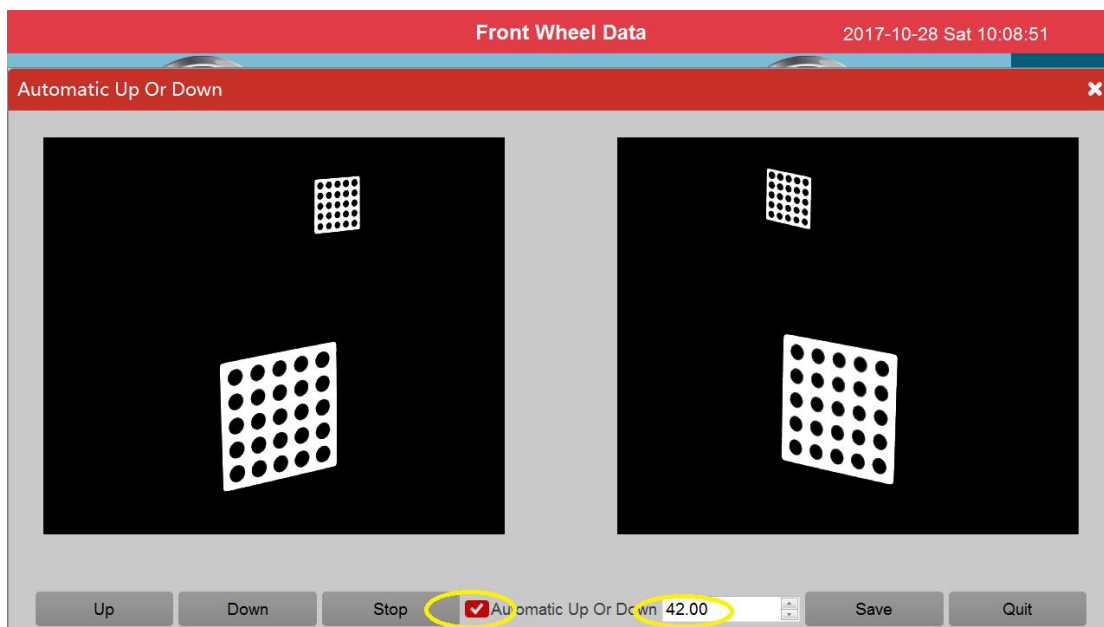 Front Wheel Data 2017-10-28 Sat 10:08:51
Automatic Up Or Down
Up Down Stop Automatic Up Or Down 42.00 Save Quit